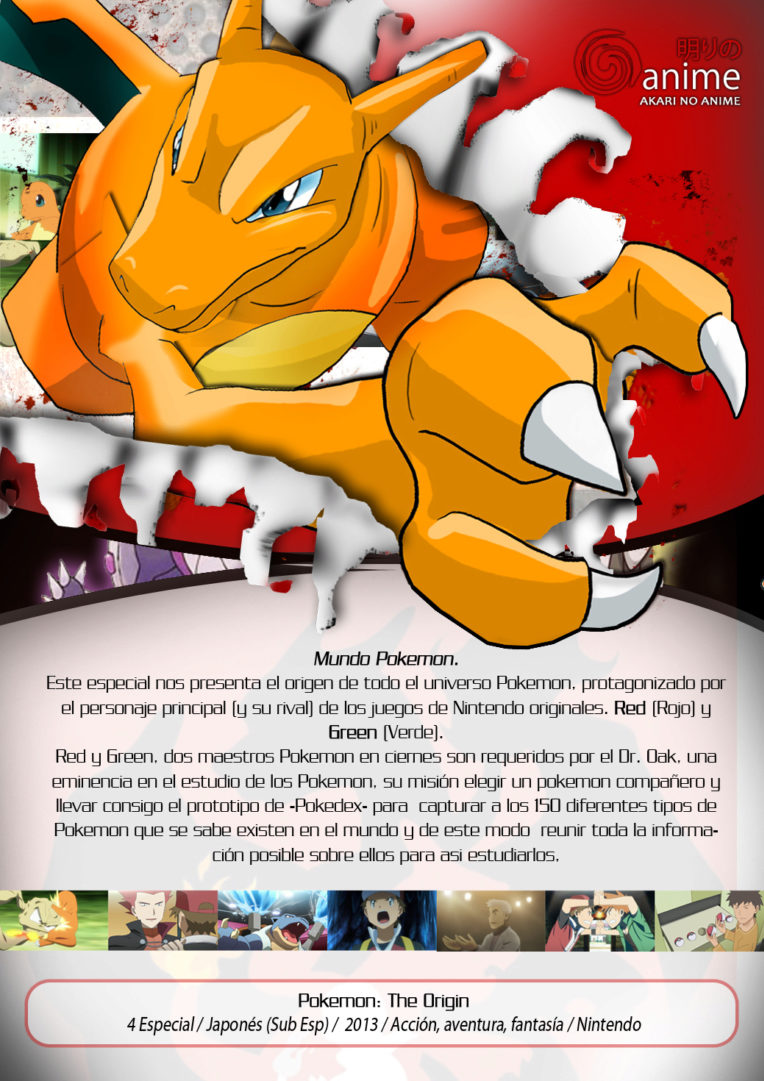 明りの
anime
AKARI NO ANIME
Mundo Pokemon.
Este especial nos presenta el origen de todo el universo Pokemon, protagonizado por
el personaje principal (y su rival) de los juegos de Nintendo originales. Red (Rojo) y
Green (Verde).
Red y Green, dos maestros Pokemon en ciernes son requeridos por el Dr. Oak, una
eminencia en el estudio de los Pokemon, su misión elegir un pokemon compañero y
llevar consigo el prototipo de -Pokedex- para capturar a los 150 diferentes tipos de
Pokemon que se sabe existen en el mundo y de este modo reunir toda la informa-
ción posible sobre ellos para asi estudiarlos,
Pokemon: The Origin
4 Especial / Japonés (Sub Esp) / 2013 / Acción, aventura, fantasía / Nintendo